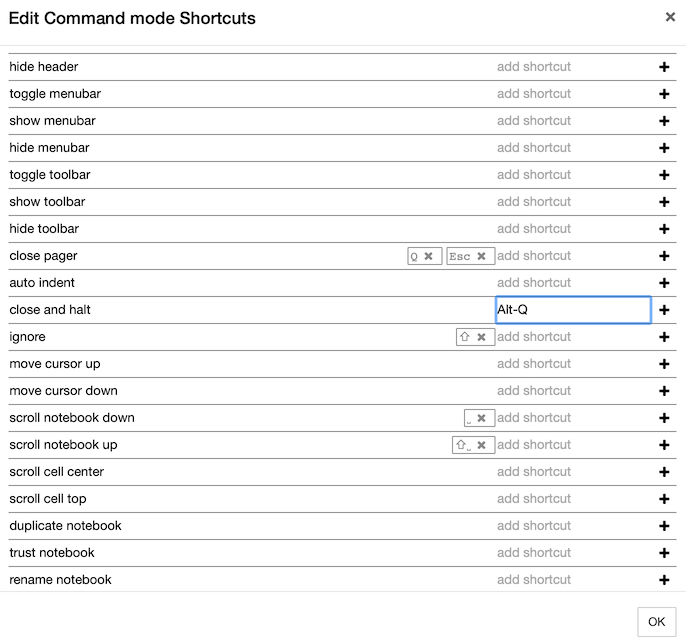 Edit Command mode Shortcuts ×
hide header add shortcut +
toggle menubar add shortcut +
show menubar add shortcut +
hide menubar add shortcut +
toggle toolbar add shortcut +
show toolbar add shortcut +
hide toolbar add shortcut +
close pager Q ✖ Esc ✖ add shortcut +
auto indent add shortcut +
close and halt Alt-Q +
ignore ⇧ ✖ add shortcut +
move cursor up add shortcut +
move cursor down add shortcut +
scroll notebook down ˽ ✖ add shortcut +
scroll notebook up ⇧˽ ✖ add shortcut +
scroll cell center add shortcut +
scroll cell top add shortcut +
duplicate notebook add shortcut +
trust notebook add shortcut +
rename notebook add shortcut +
OK